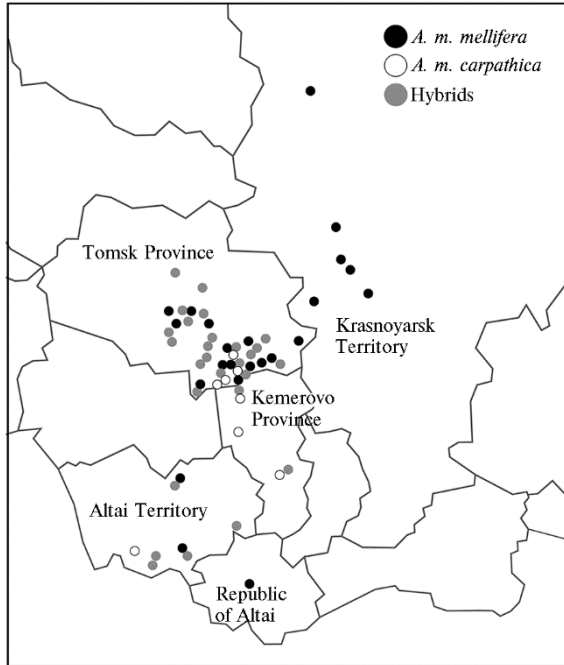 A. m. mellifera
A. m. carpathica
Hybrids
Tomsk Province
Krasnoyarsk
Territory
Kemerovo
Province
Altai Territory
Republic
of Altai